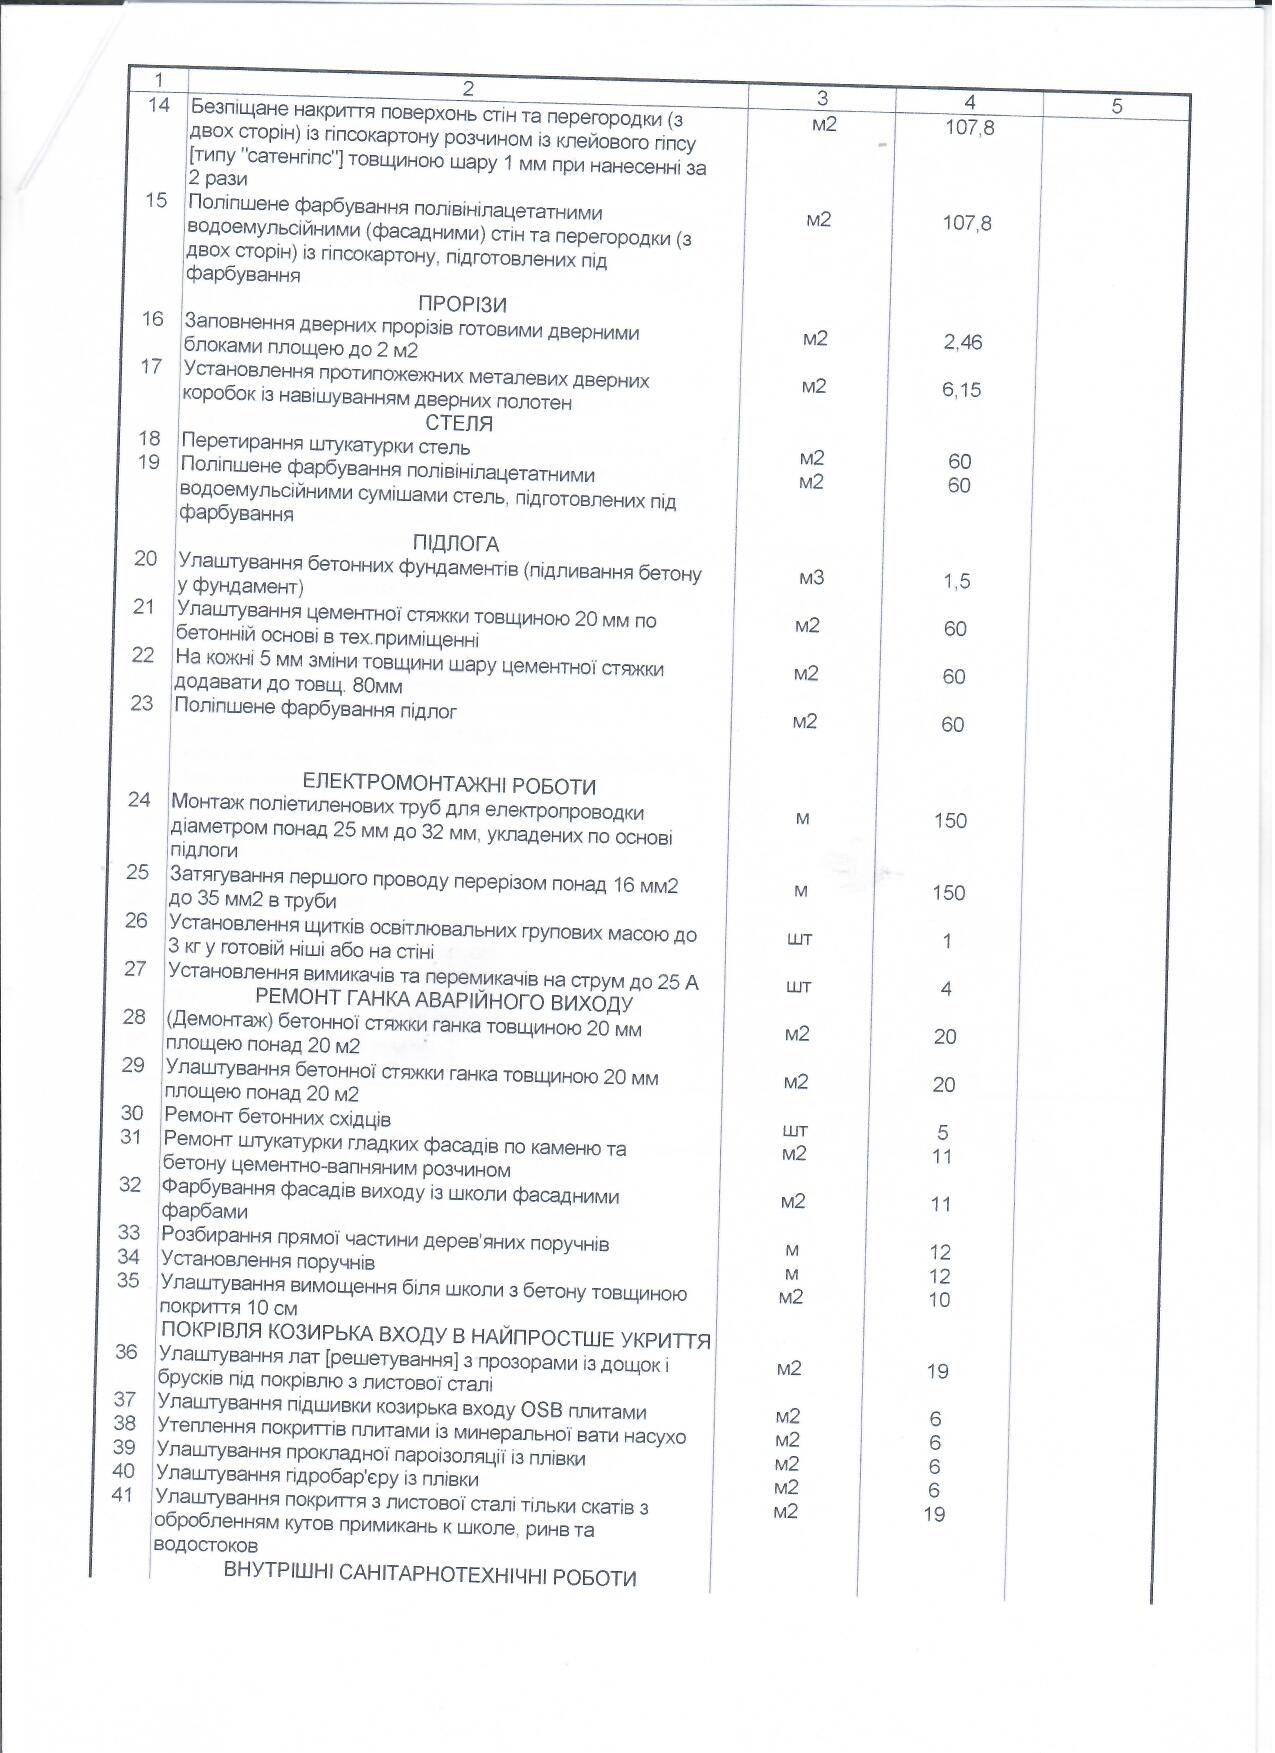 1 2 3 4 5
14 Безпіщане накриття поверхонь стін та перегородки (з м2 107,8
двох сторін) із гіпсокартону розчином із клейового гіпсу
[типу "сатенгіпс"] товщиною шару 1 мм при нанесенні за
2 рази
15 Поліпшене фарбування полівінілацетатними м2 107,8
водоемульсійними (фасадними) стін та перегородки (з
двох сторін) із гіпсокартону, підготовлених під
фарбування
ПРОРІЗИ
16 Заповнення дверних прорізів готовими дверними м2 2,46
блоками площею до 2 м2
17 Установлення протипожежних металевих дверних м2 6,15
коробок із навішуванням дверних полотен
СТЕЛЯ
18 Перетирання штукатурки стель м2 60
19 Поліпшене фарбування полівінілацетатними м2 60
водоемульсійними сумішами стель, підготовлених під
фарбування
ПІДЛОГА
20 Улаштування бетонних фундаментів (підливання бетону м3 1,5
у фундамент)
21 Улаштування цементної стяжки товщиною 20 мм по м2 60
бетонній основі в тех.приміщенні
22 На кожні 5 мм зміни товщини шару цементної стяжки м2 60
додавати до товщ. 80мм
23 Поліпшене фарбування підлог м2 60
ЕЛЕКТРОМОНТАЖНІ РОБОТИ
24 Монтаж поліетиленових труб для електропроводки м 150
діаметром понад 25 мм до 32 мм, укладених по основі
підлоги
25 Затягування першого проводу перерізом понад 16 мм2 м 150
до 35 мм2 в труби
26 Установлення щитків освітлювальних групових масою до шт 1
3 кг у готовій ніші або на стіні
27 Установлення вимикачів та перемикачів на струм до 25 А шт 4
РЕМОНТ ГАНКА АВАРІЙНОГО ВИХОДУ
28 (Демонтаж) бетонної стяжки ганка товщиною 20 мм м2 20
площею понад 20 м2
29 Улаштування бетонної стяжки ганка товщиною 20 мм м2 20
площею понад 20 м2
30 Ремонт бетонних східців шт 5
31 Ремонт штукатурки гладких фасадів по каменю та м2 11
бетону цементно-вапняним розчином
32 Фарбування фасадів виходу із школи фасадними м2 11
фарбами
33 Розбирання прямої частини дерев'яних поручнів м 12
34 Установлення поручнів м 12
35 Улаштування вимощення біля школи з бетону товщиною м2 10
покриття 10 см
ПОКРІВЛЯ КОЗИРЬКА ВХОДУ В НАЙПРОСТШЕ УКРИТТЯ
36 Улаштування лат [решетування] з прозорами із дощок і м2 19
брусків під покрівлю з листової сталі
37 Улаштування підшивки козирька входу OSB плитами м2 6
38 Утеплення покриттів плитами із минеральної вати насухо м2 6
39 Улаштування прокладної пароізоляції із плівки м2 6
40 Улаштування гідробар'єру із плівки м2 6
41 Улаштування покриття з листової сталі тільки скатів з м2 19
обробленням кутов примикань к школе, ринв та
водостоков
ВНУТРІШНІ САНІТАРНОТЕХНІЧНІ РОБОТИ